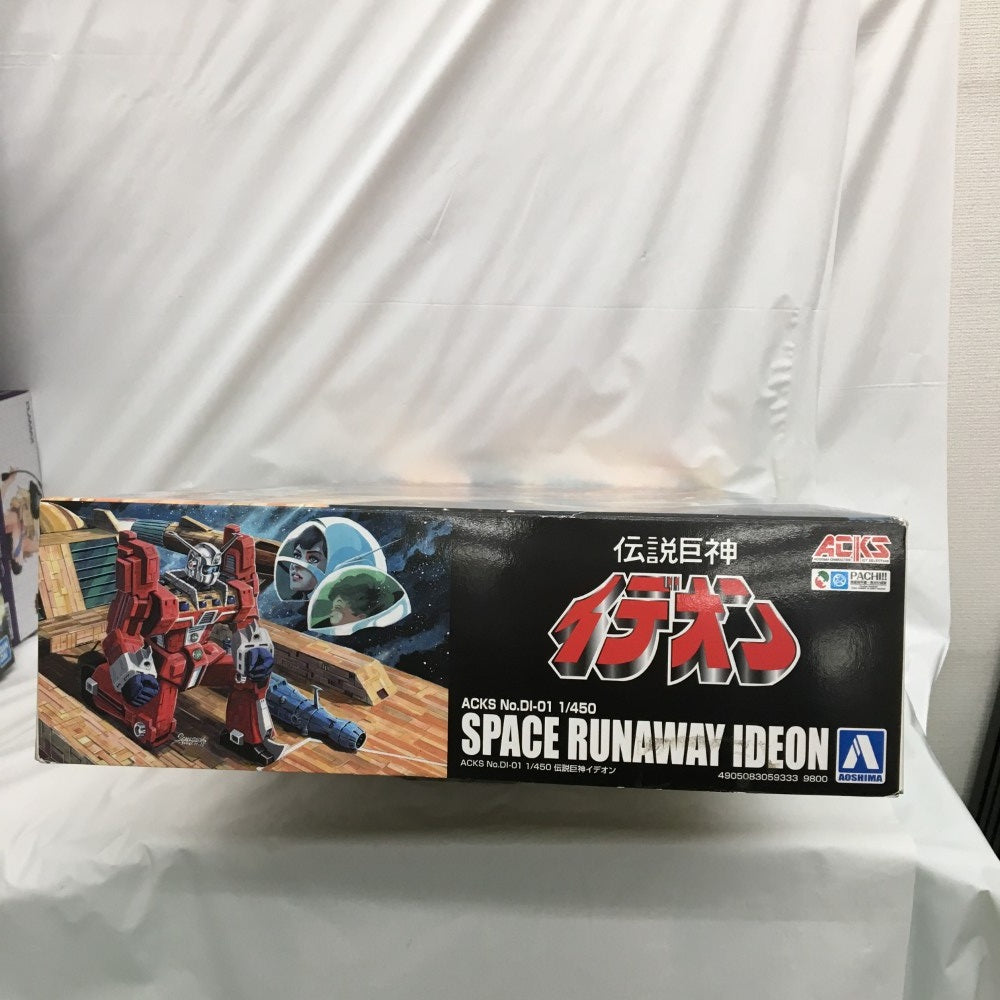 伝説巨神
イデオン
ACKS
PACHI!!!
ACKS No.DI-01 1/450
SPACE RUNAWAY IDEON
ACKS No.DI-01 1/450 伝説巨神イデオン
4905083059333 9800
AOSHIMA